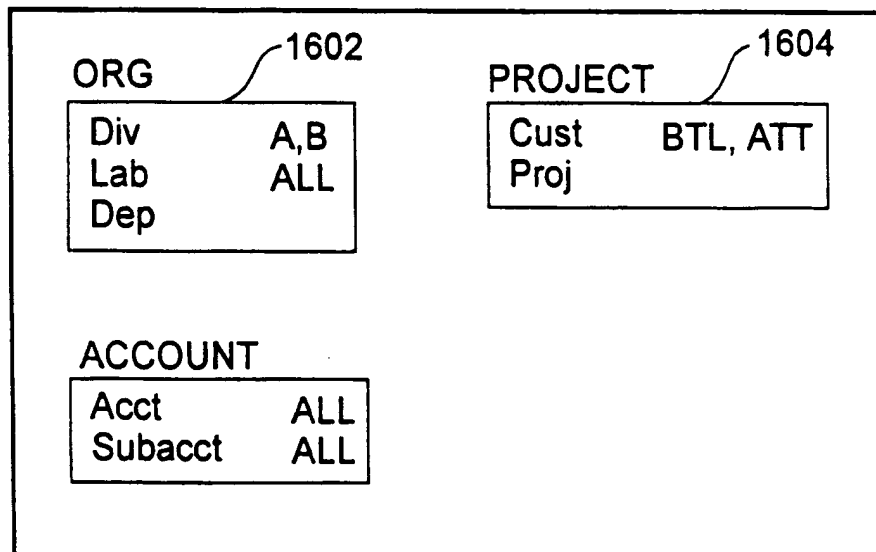 1602
ORG
Div A,B
Lab ALL
Dep
1604
PROJECT
Cust BTL, ATT
Proj
ACCOUNT
Acct ALL
Subacct ALL